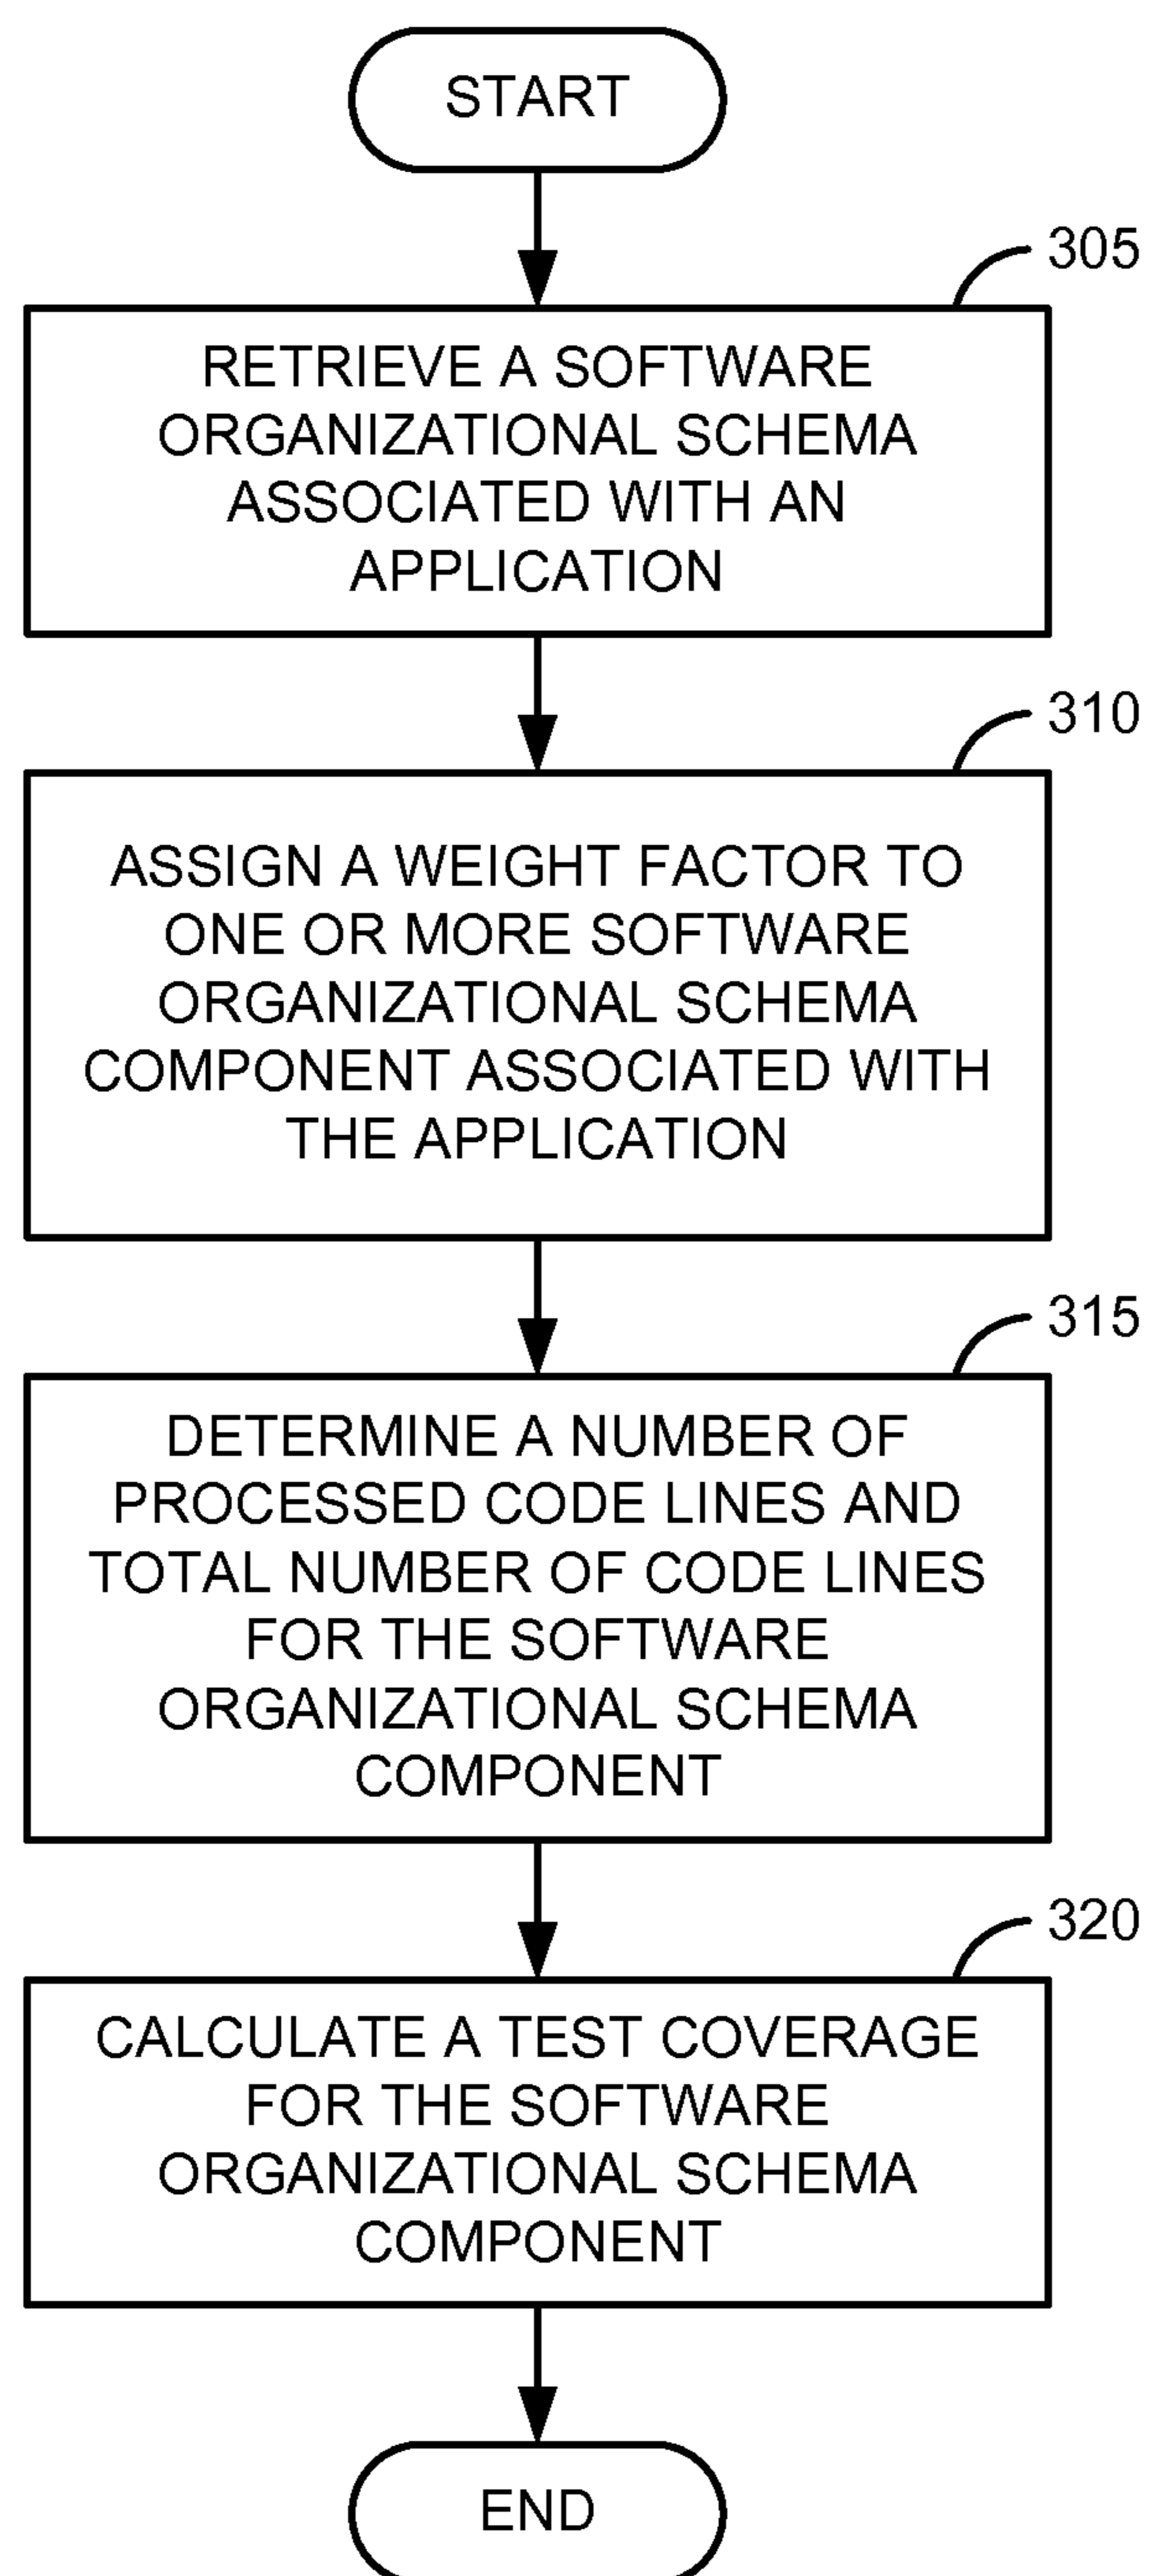 START
305
RETRIEVE A SOFTWARE
ORGANIZATIONAL SCHEMA
ASSOCIATED WITH AN
APPLICATION
310
ASSIGN A WEIGHT FACTOR TO
ONE OR MORE SOFTWARE
ORGANIZATIONAL SCHEMA
COMPONENT ASSOCIATED WITH
THE APPLICATION
315
DETERMINE A NUMBER OF
PROCESSED CODE LINES AND
TOTAL NUMBER OF CODE LINES
FOR THE SOFTWARE
ORGANIZATIONAL SCHEMA
COMPONENT
320
CALCULATE A TEST COVERAGE
FOR THE SOFTWARE
ORGANIZATIONAL SCHEMA
COMPONENT
END